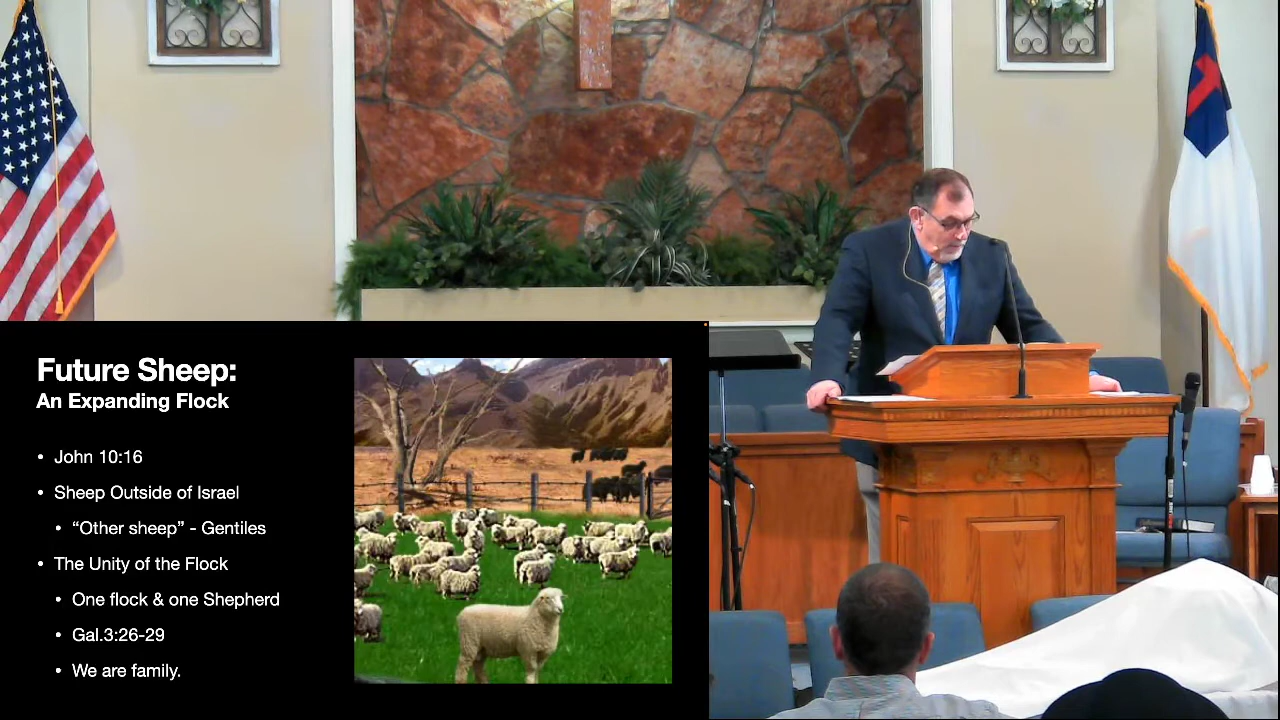 Future Sheep:
An Expanding Flock
• John 10:16
• Sheep Outside of Israel
• “Other sheep” - Gentiles
• The Unity of the Flock
• One flock & one Shepherd
• Gal.3:26-29
• We are family.